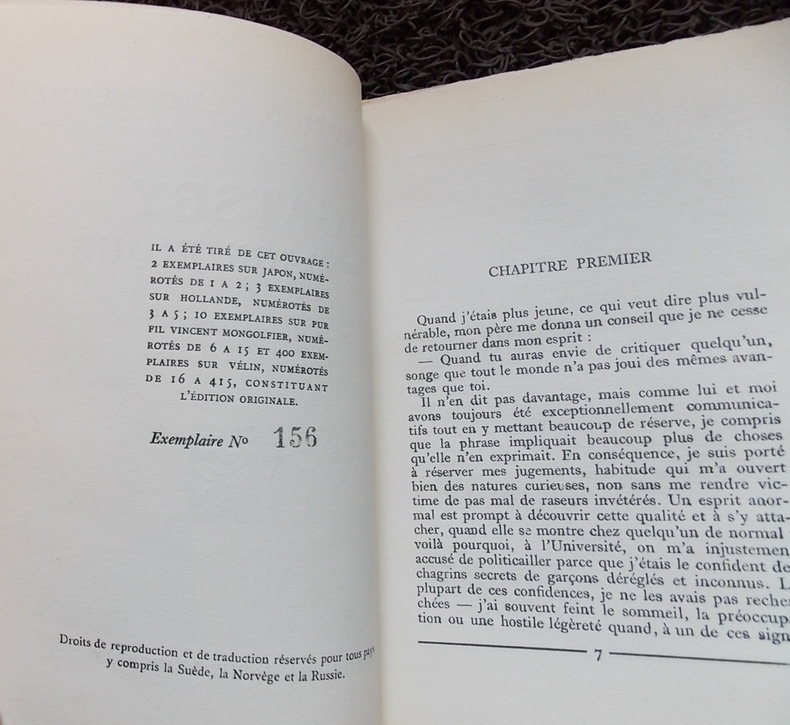 IL A ÉTÉ TIRÉ DE CET OUVRAGE :
2 EXEMPLAIRES SUR JAPON, NUMÉ-
ROTÉS DE 1 A 2 ; 3 EXEMPLAIRES
SUR HOLLANDE, NUMÉROTÉS DE
3 A 5 ; 10 EXEMPLAIRES SUR PUR
FIL VINCENT MONGOLFIER, NUMÉ-
ROTÉS DE 6 A 15 ET 400 EXEM-
PLAIRES SUR VÉLIN, NUMÉROTÉS
DE 16 A 415, CONSTITUANT
L'ÉDITION ORIGINALE.
Exemplaire No 156
Droits de reproduction et de traduction réservés pour tous pays
y compris la Suède, la Norvège et la Russie.
CHAPITRE PREMIER
Quand j'étais plus jeune, ce qui veut dire plus vul-
nérable, mon père me donna un conseil que je ne cesse
de retourner dans mon esprit :
— Quand tu auras envie de critiquer quelqu'un,
songe que tout le monde n'a pas joui des mêmes avan-
tages que toi.
Il n'en dit pas davantage, mais comme lui et moi
avons toujours été exceptionnellement communica-
tifs tout en y mettant beaucoup de réserve, je compris
que la phrase impliquait beaucoup plus de choses
qu'elle n'en exprimait. En conséquence, je suis porté
à réserver mes jugements, habitude qui m'a ouvert
bien des natures curieuses, non sans me rendre vic-
time de pas mal de raseurs invétérés. Un esprit anor-
mal est prompt à découvrir cette qualité et à s'y atta-
cher, quand elle se montre chez quelqu'un de normal
voilà pourquoi, à l'Université, on m'a injustemen
accusé de politicailler parce que j'étais le confident de
chagrins secrets de garçons déréglés et inconnus. L
plupart de ces confidences, je ne les avais pas reche
chées — j'ai souvent feint le sommeil, la préoccup
tion ou une hostile légèreté quand, à un de ces sign
7